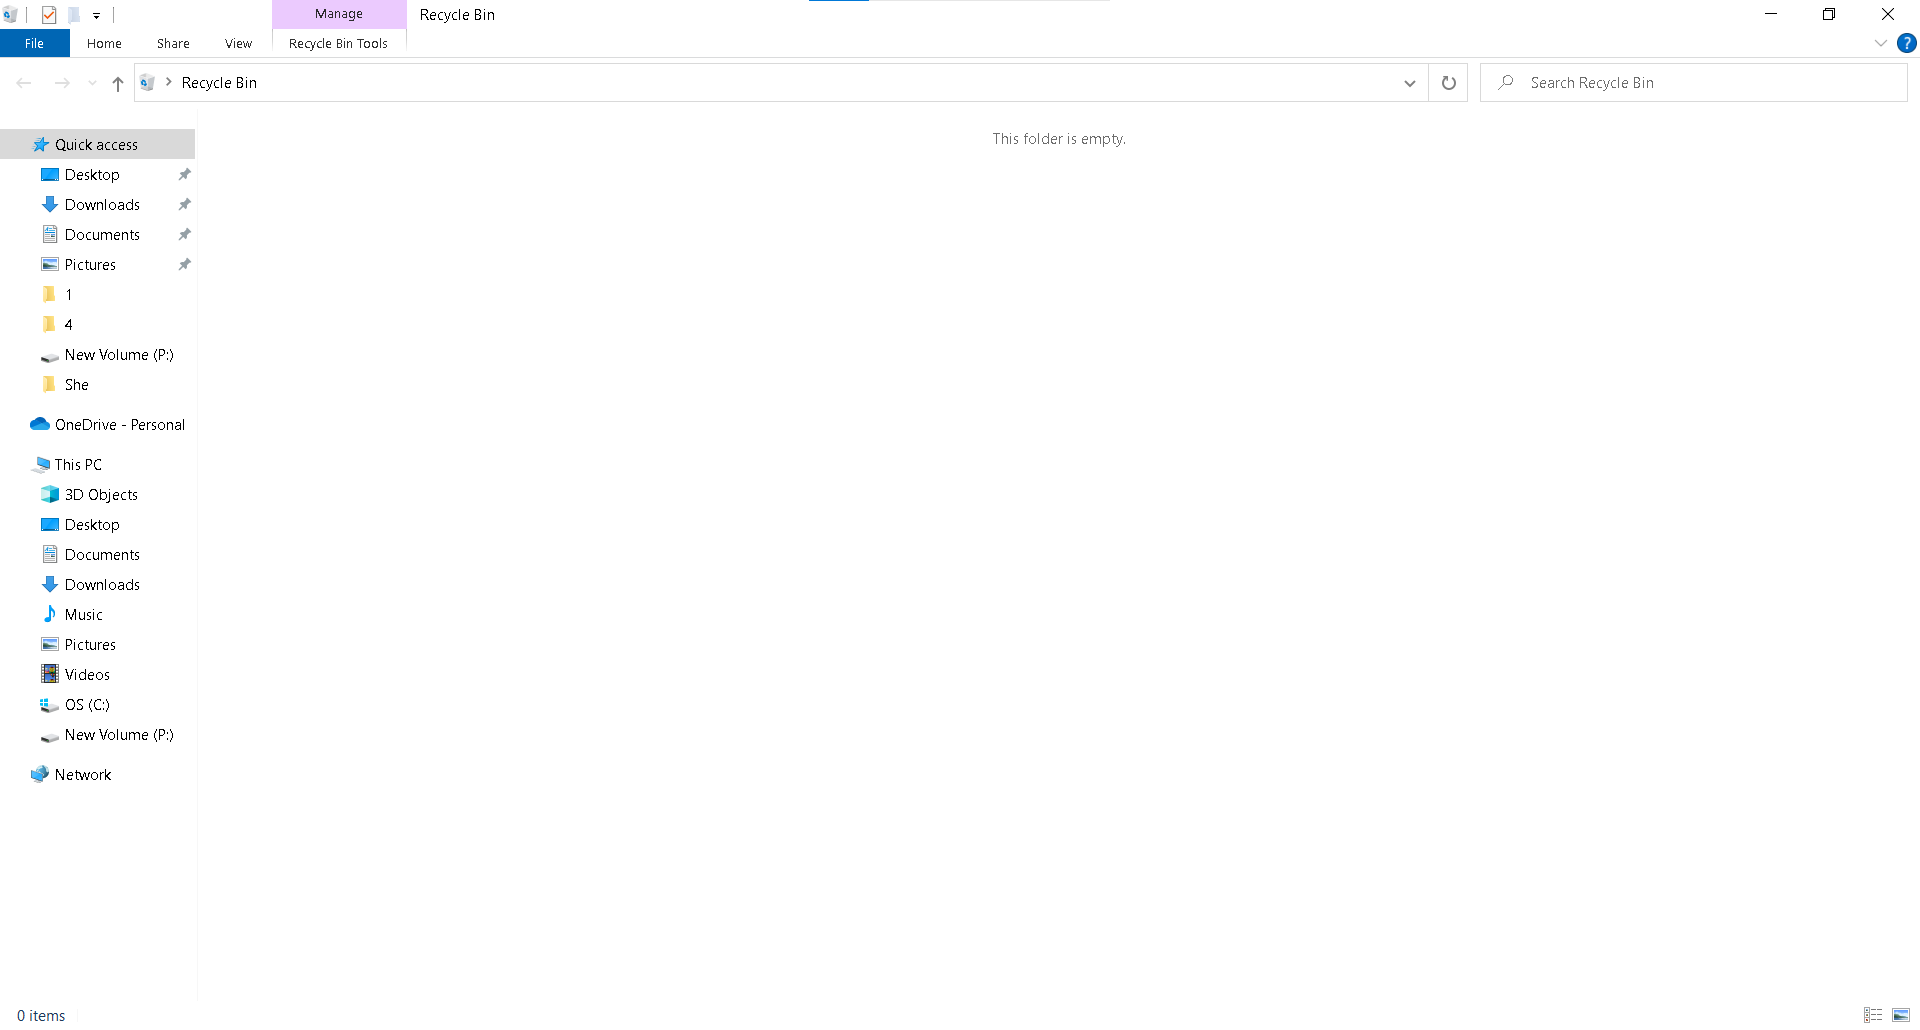 Manage
Recycle Bin
File
Home
Share
View
Recycle Bin Tools
?
Recycle Bin
Search Recycle Bin
This folder is empty.
Quick access
Desktop
Downloads
Documents
Pictures
1
4
New Volume (P:)
She
OneDrive - Personal
This PC
3D Objects
Desktop
Documents
Downloads
Music
Pictures
Videos
OS (C:)
New Volume (P:)
Network
0 items